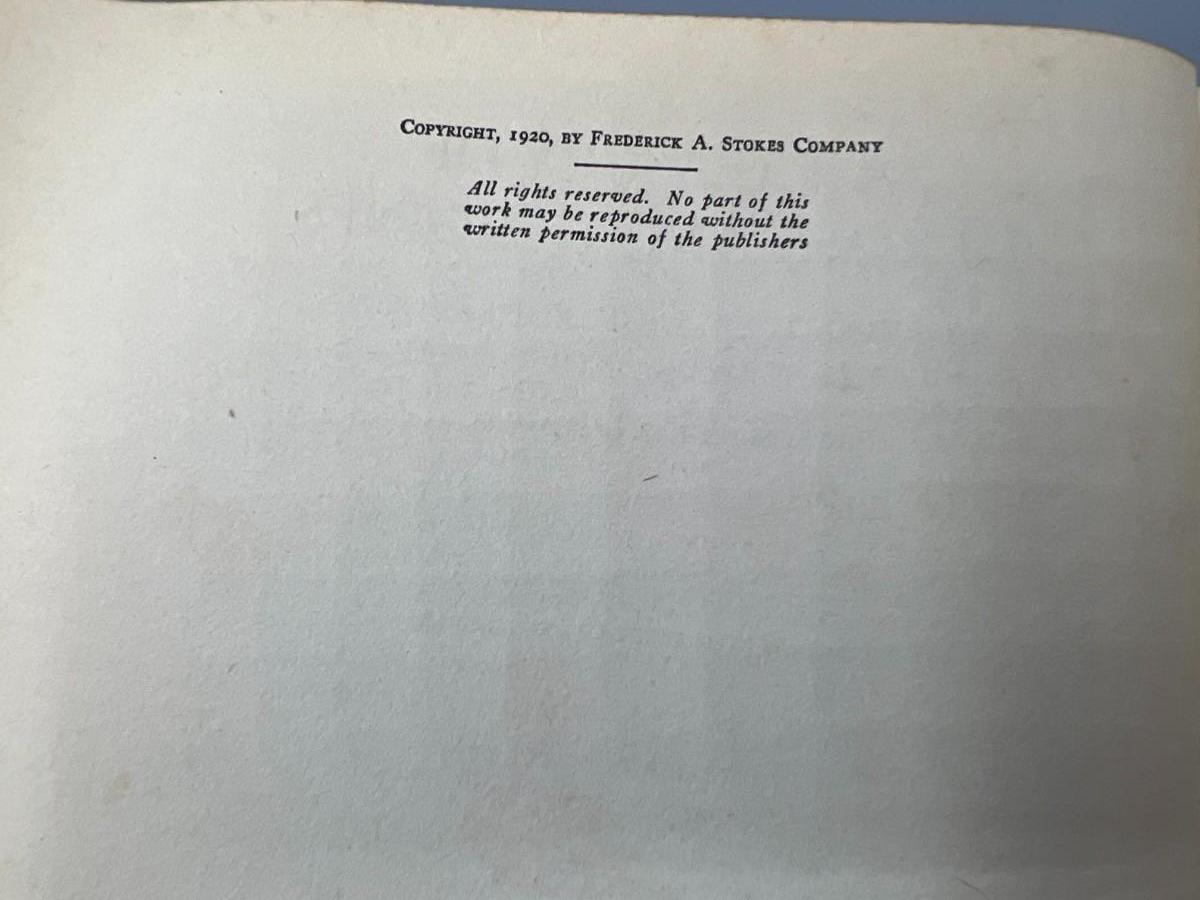 Copyright, 1920, by Frederick A. Stokes Company
All rights reserved. No part of this
work may be reproduced without the
written permission of the publishers